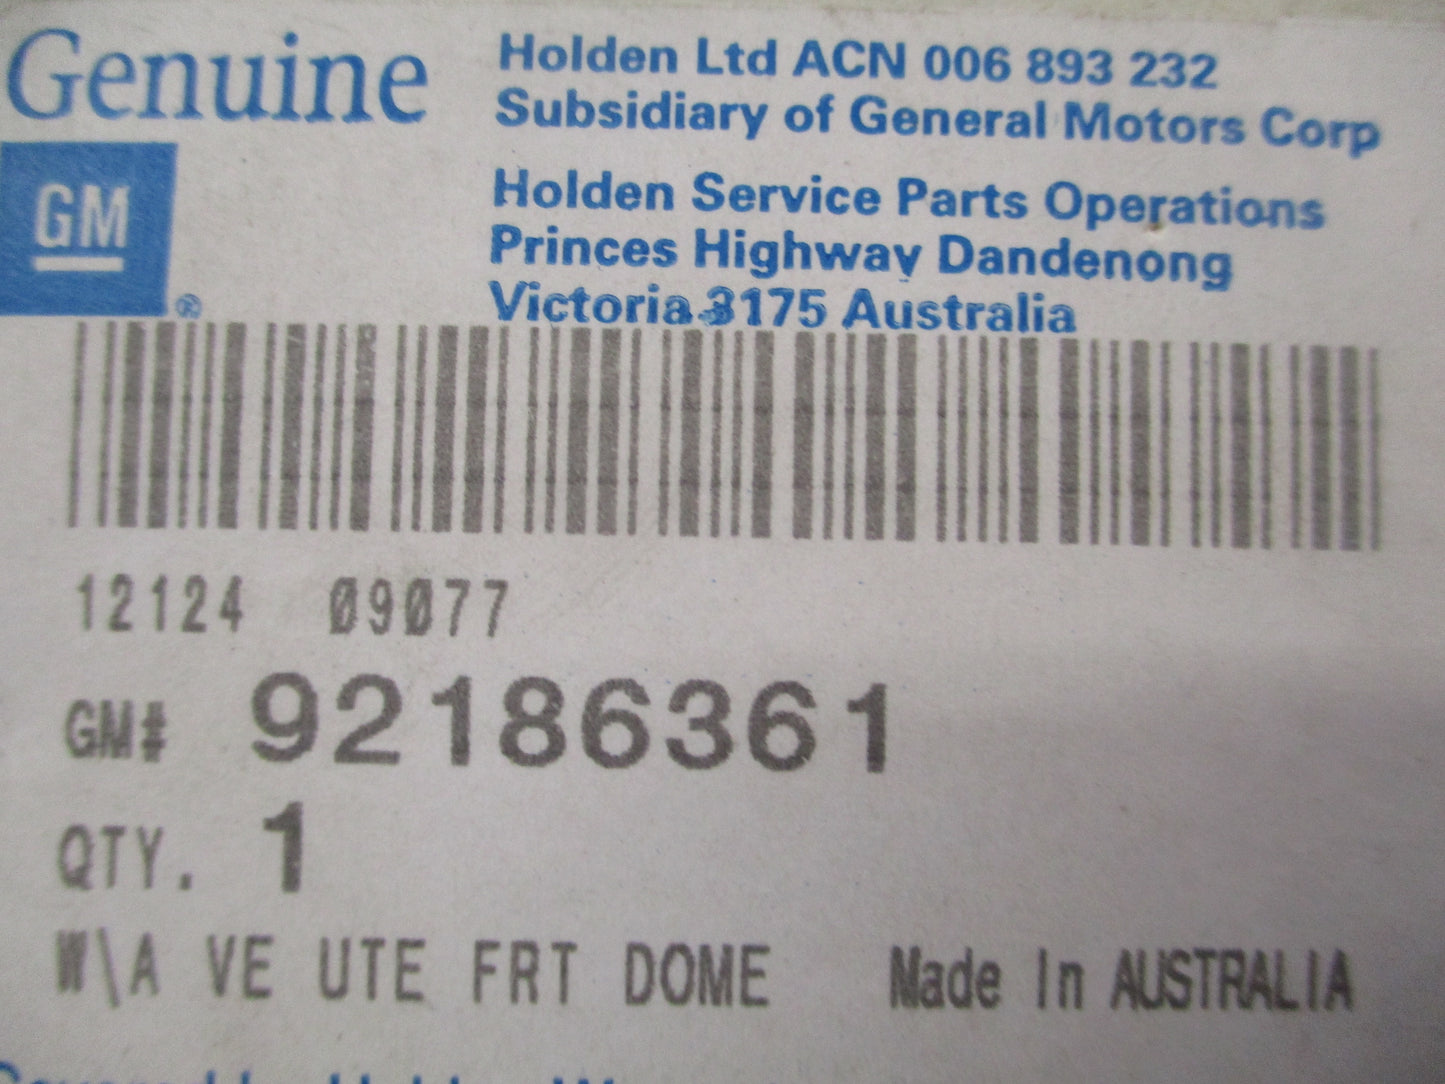 Genuine
GM
®
Holden Ltd ACN 006 893 232
Subsidiary of General Motors Corp
Holden Service Parts Operations
Princes Highway Dandenong
Victoria 3175 Australia
12124 09077
GM# 92186361
QTY. 1
W\A VE UTE FRT DOME Made In AUSTRALIA